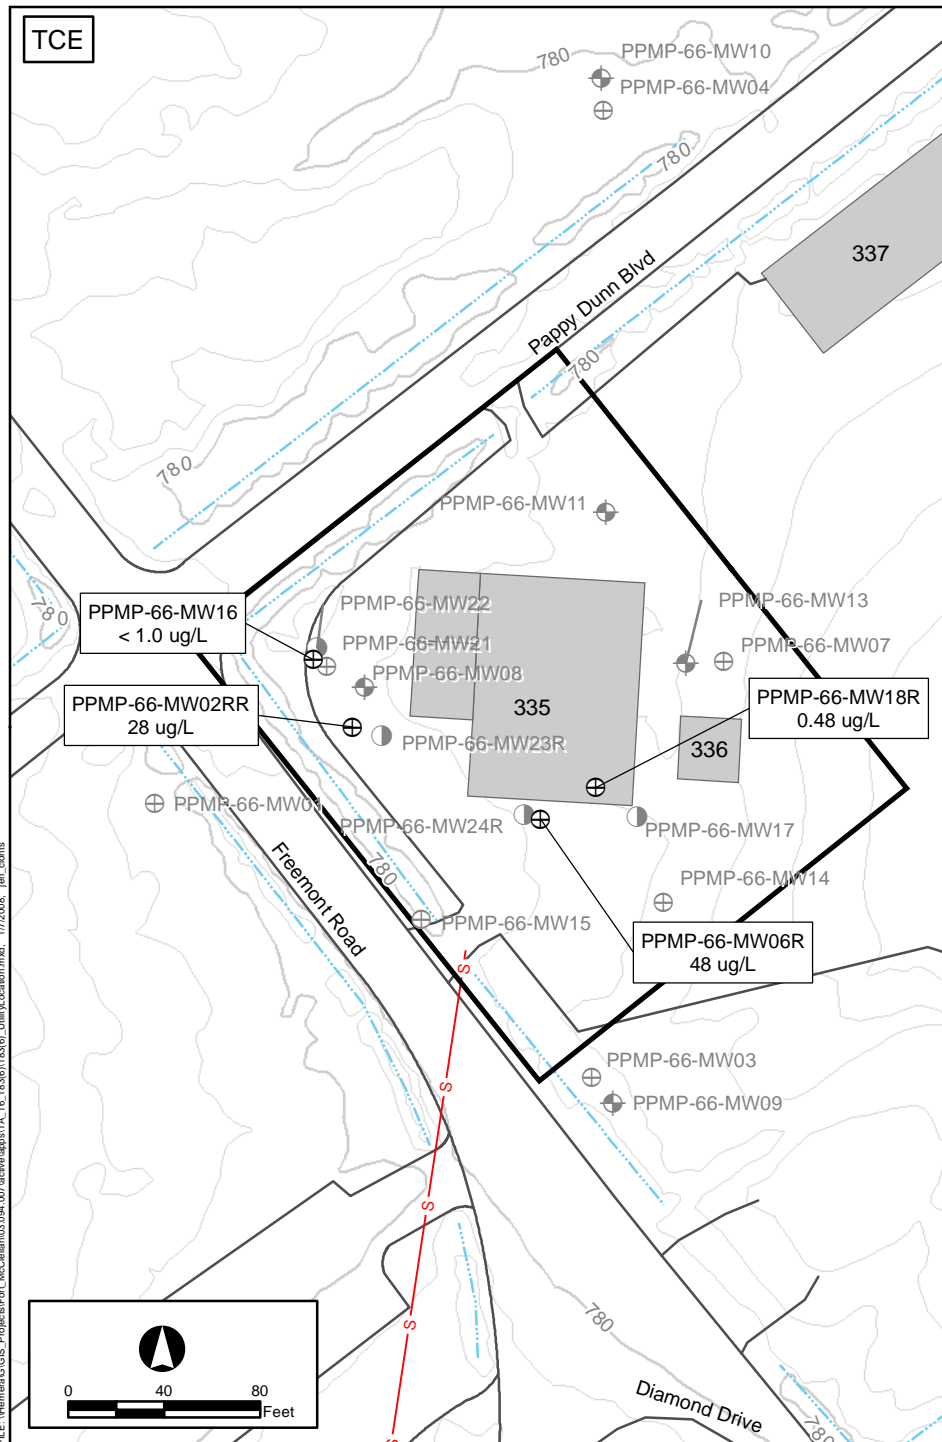 TCE
780
PPMP-66-MW10
PPMP-66-MW04
780
337
Pappy Dunn Blvd
780
780
PPMP-66-MW11
780
PPMP-66-MW16
< 1.0 ug/L
PPMP-66-MW22
PPMP-66-MW13
PPMP-66-MW21
PPMP-66-MW07
PPMP-66-MW08
PPMP-66-MW02RR
28 ug/L
335
PPMP-66-MW18R
0.48 ug/L
PPMP-66-MW23R
336
PPMP-66-MW01
PPMP-66-MW24R
PPMP-66-MW17
Freemont Road
780
PPMP-66-MW14
PPMP-66-MW15
PPMP-66-MW06R
48 ug/L
S
PPMP-66-MW03
S
PPMP-66-MW09
S
S
780
0 40 80
Feet
Diamond Drive
780
S